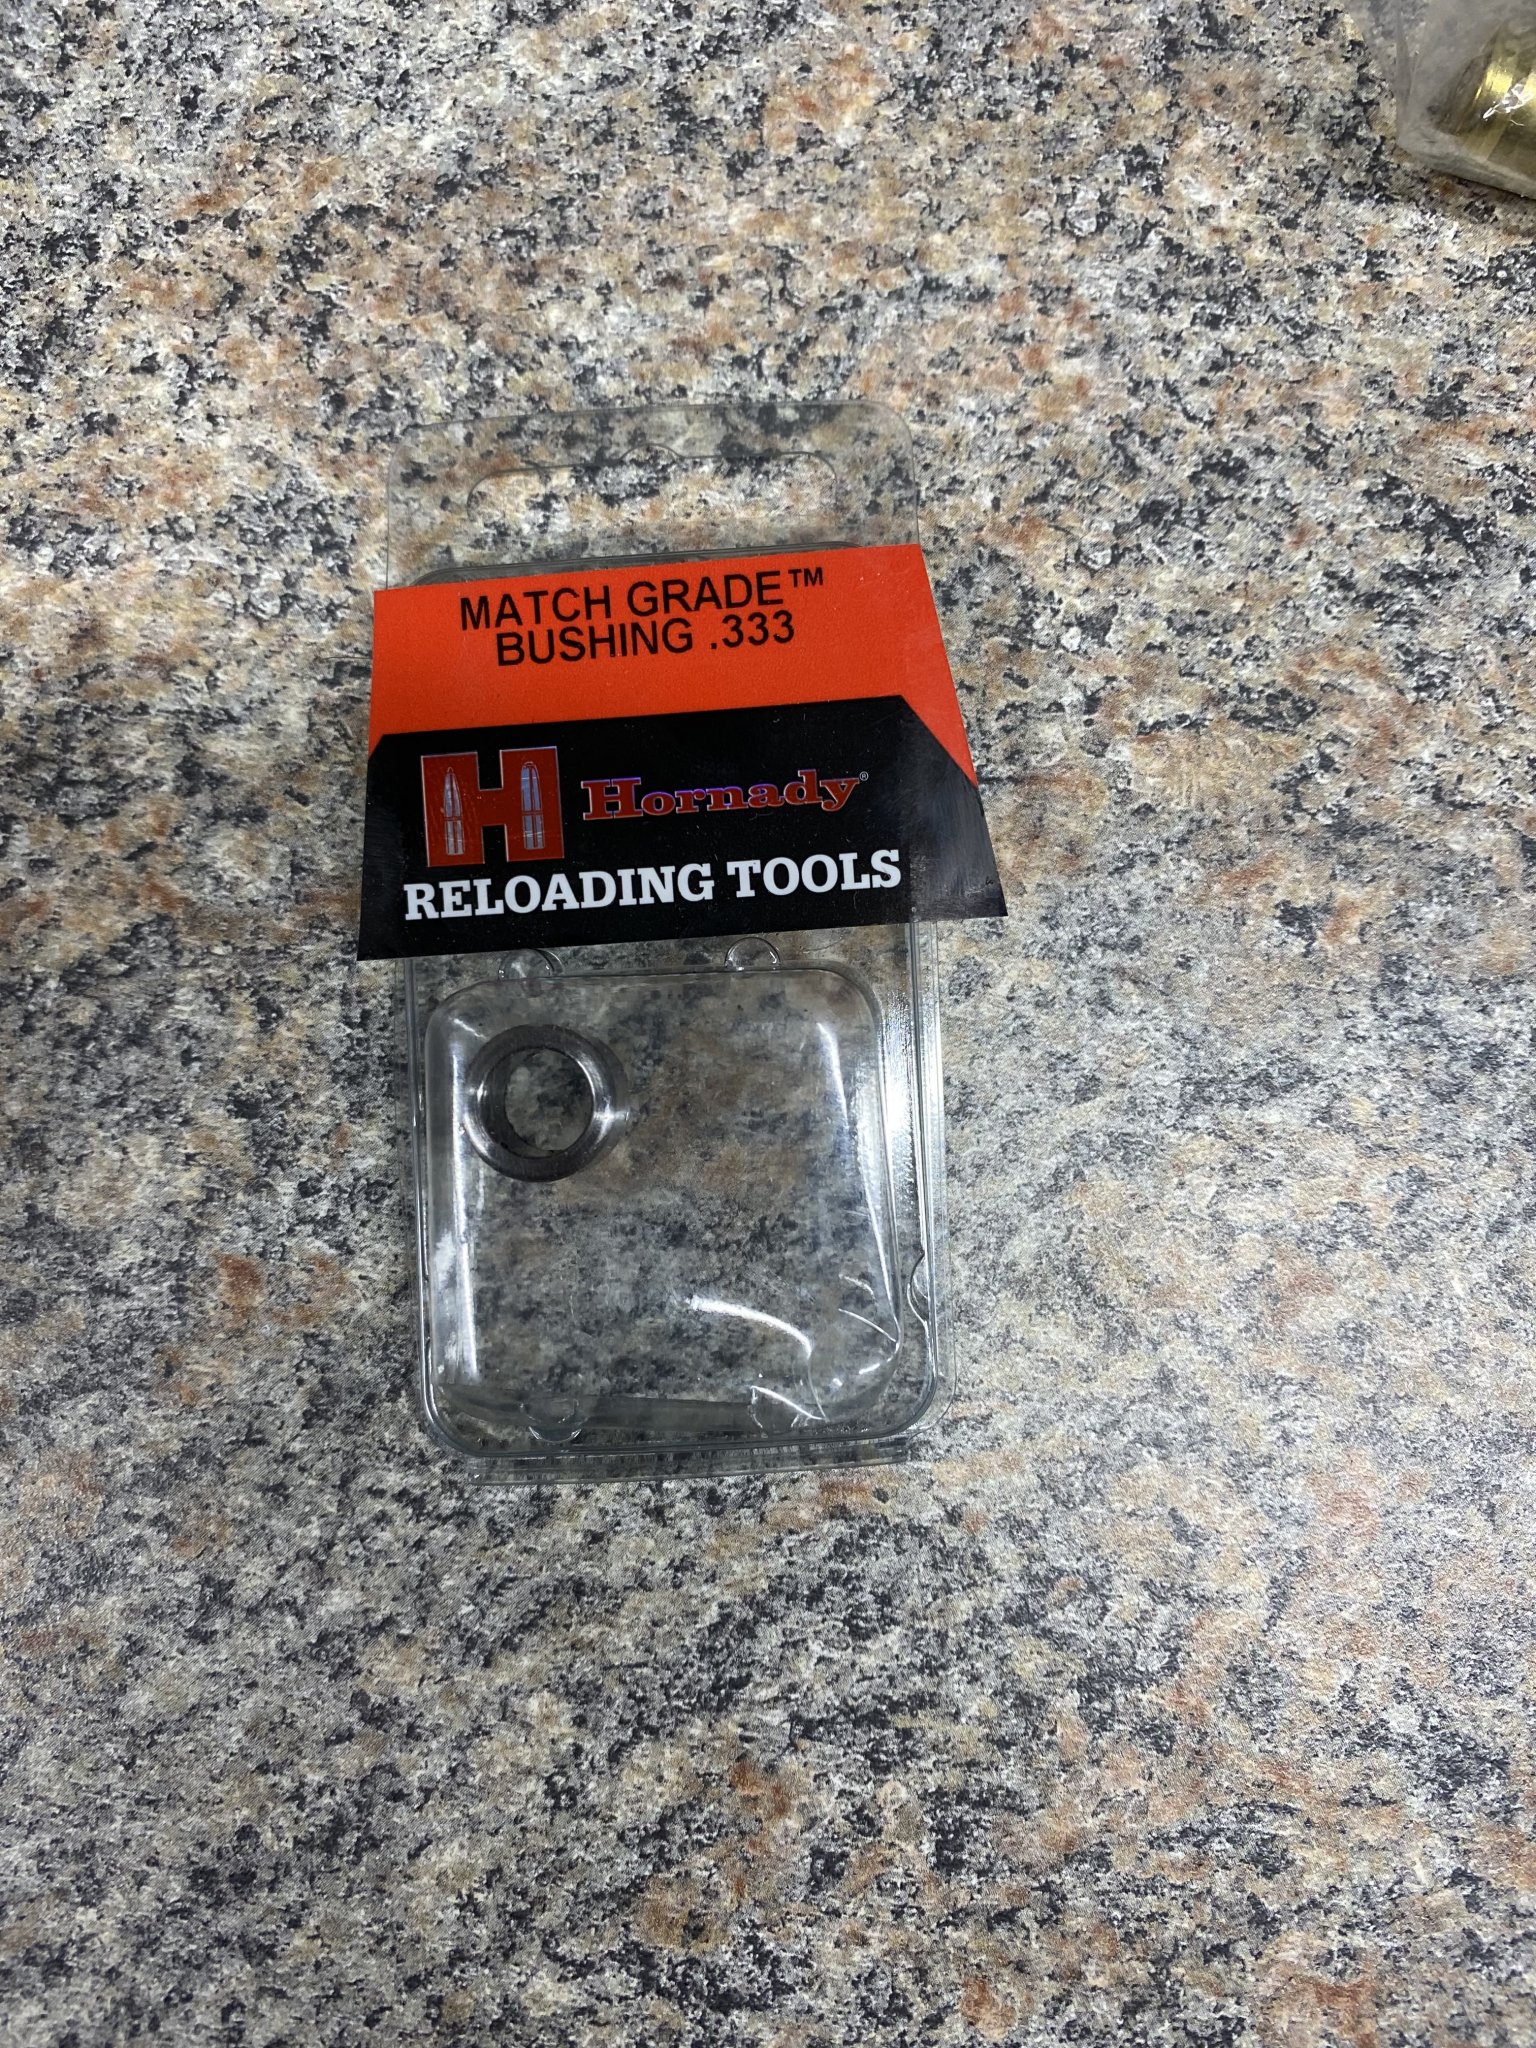 MATCH GRADE™
BUSHING .333
H Hornady®
RELOADING TOOLS